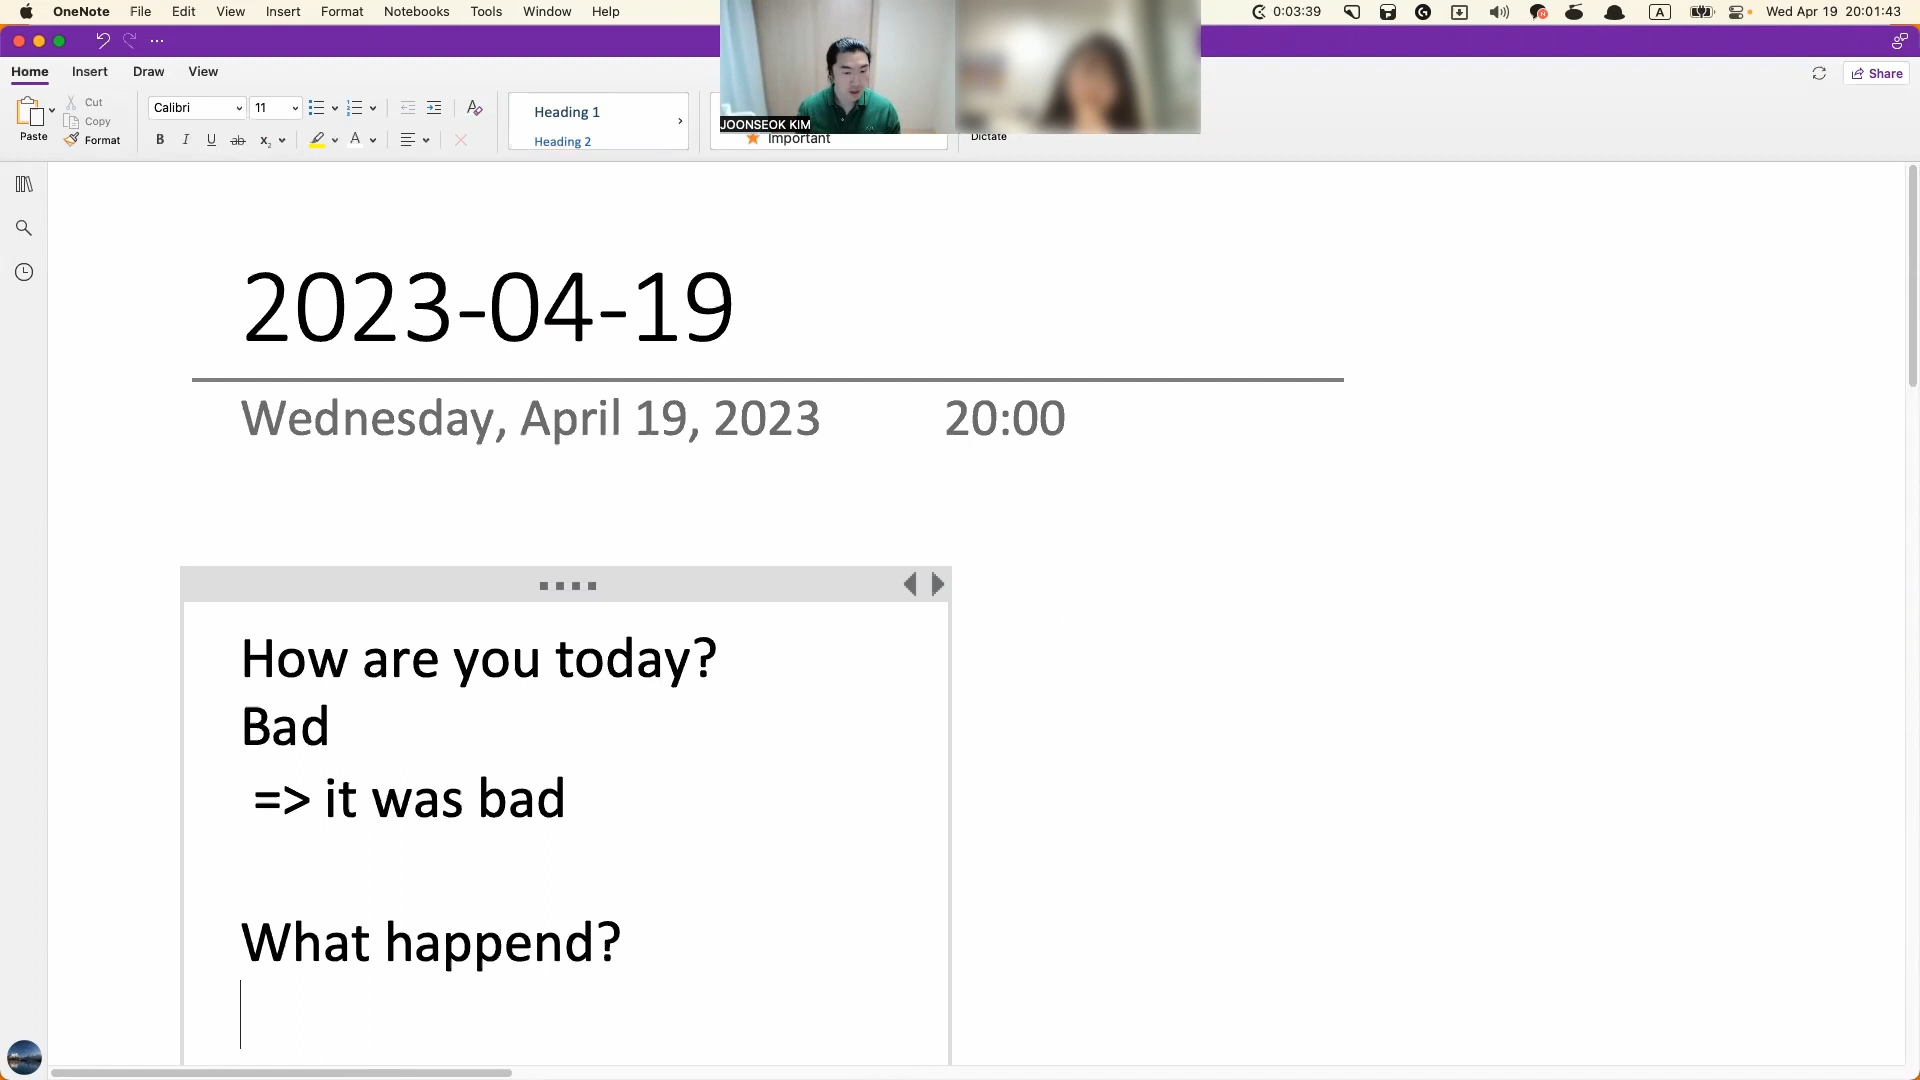 OneNote File Edit View Insert Format Notebooks Tools Window Help 0:03:39 A Wed Apr 19 20:01:43
Home Insert Draw View
Share
Paste
Cut
Copy
Format
Calibri 11
B I U ab x₂ A
Heading 1
Heading 2
Important
Dictate
JOONSEOK KIM
2023-04-19
Wednesday, April 19, 2023 20:00
How are you today?
Bad
=> it was bad
What happend?